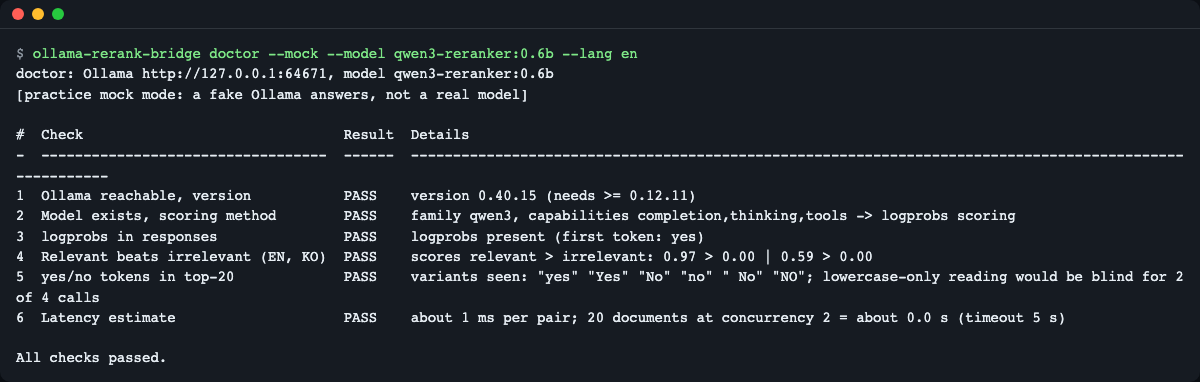 $ ollama-rerank-bridge doctor --mock --model qwen3-reranker:0.6b --lang en
doctor: Ollama http://127.0.0.1:64671, model qwen3-reranker:0.6b
[practice mock mode: a fake Ollama answers, not a real model]
#  Check                              Result  Details
-  ----------------------------------  ------  --------------------------------------------------------------------------------------------
-----------
1  Ollama reachable, version          PASS    version 0.40.15 (needs >= 0.12.11)
2  Model exists, scoring method       PASS    family qwen3, capabilities completion,thinking,tools -> logprobs scoring
3  logprobs in responses              PASS    logprobs present (first token: yes)
4  Relevant beats irrelevant (EN, KO)  PASS    scores relevant > irrelevant: 0.97 > 0.00 | 0.59 > 0.00
5  yes/no tokens in top-20            PASS    variants seen: "yes" "Yes" "No" "no" " No" "NO"; lowercase-only reading would be blind for 2
of 4 calls
6  Latency estimate                   PASS    about 1 ms per pair; 20 documents at concurrency 2 = about 0.0 s (timeout 5 s)
All checks passed.